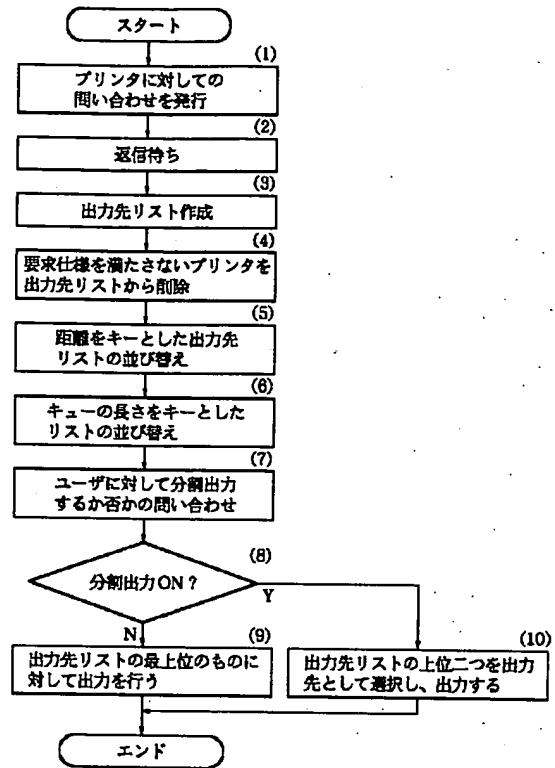 スタート
(1)
プリンタに対しての
問い合わせを発行
(2)
返信待ち
(3)
出力先リスト作成
(4)
要求仕様を満たさないプリンタを
出力先リストから削除
(5)
距離をキーとした出力先
リストの並び替え
(6)
キューの長さをキーとした
リストの並び替え
(7)
ユーザに対して分割出力
するか否かの問い合わせ
(8)
分割出力ON？
Y
N
(9)
出力先リストの最上位のものに
対して出力を行う
(10)
出力先リストの上位二つを出力
先として選択し、出力する
エンド